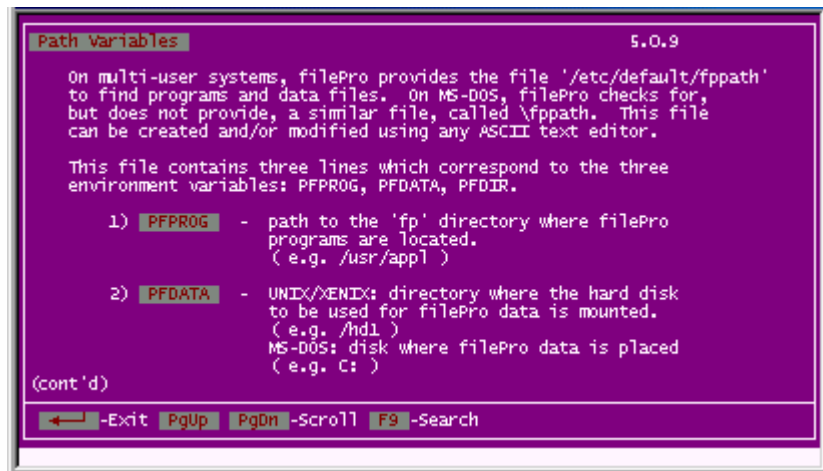 Path Variables 5.0.9
On multi-user systems, filePro provides the file '/etc/default/fppath'
to find programs and data files. On MS-DOS, filePro checks for,
but does not provide, a similar file, called \fppath. This file
can be created and/or modified using any ASCII text editor.
This file contains three lines which correspond to the three
environment variables: PFPROG, PFDATA, PFDIR.
1) PFPROG - path to the 'fp' directory where filePro
programs are located.
( e.g. /usr/appl )
2) PFDATA - UNIX/XENIX: directory where the hard disk
to be used for filePro data is mounted.
( e.g. /hd1 )
MS-DOS: disk where filePro data is placed
( e.g. C: )
(cont'd)
-Exit PgUp PgDn -Scroll F9 -Search